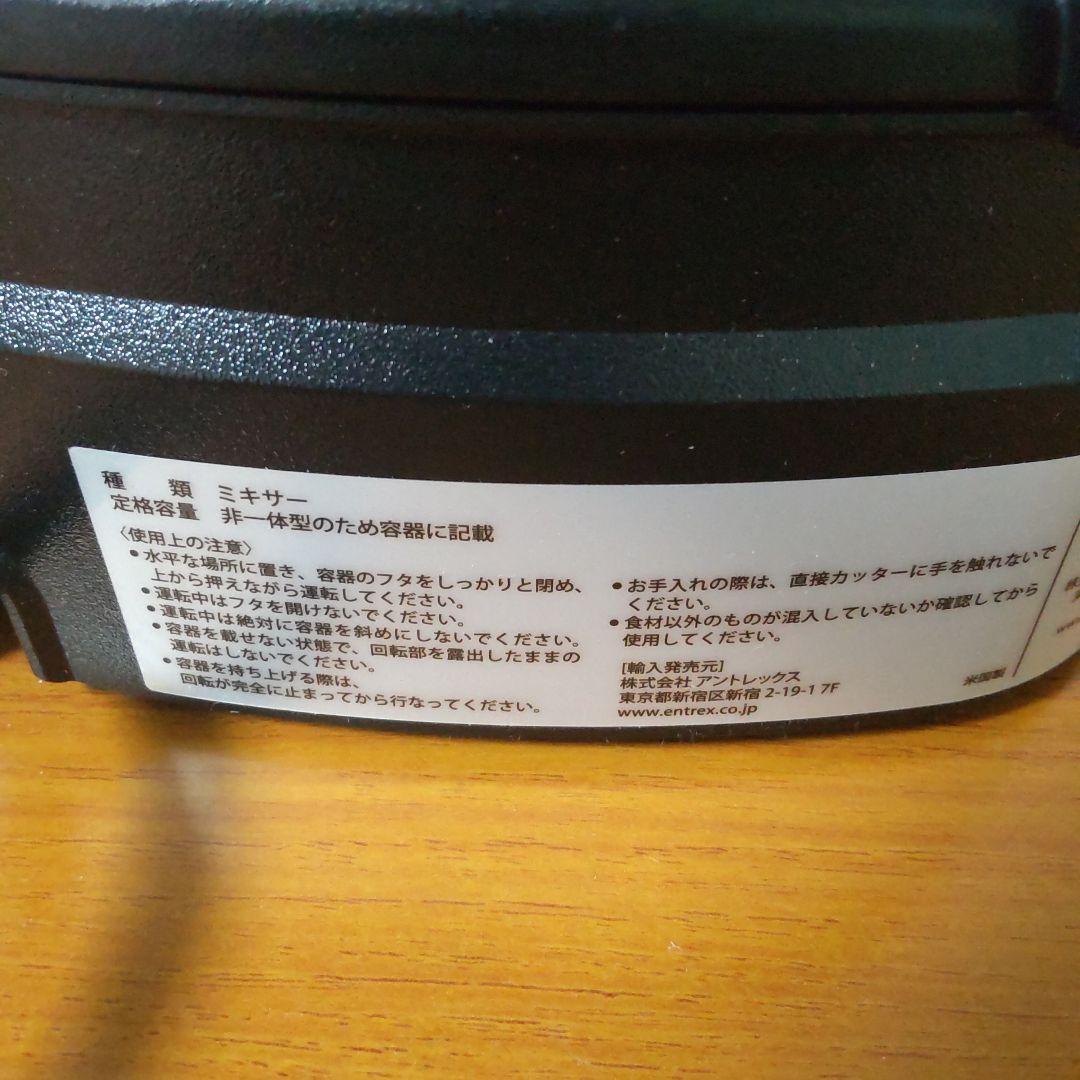 種　類　ミキサー
定格容量　非一体型のため容器に記載
〈使用上の注意〉
●水平な場所に置き、容器のフタをしっかりと閉め、
上から押えながら運転してください。
●運転中はフタを開けないでください。
●運転中は絶対に容器を斜めにしないでください。
●容器を載せない状態で、回転部を露出したままの
運転はしないでください。
●容器を持ち上げる際は、
回転が完全に止まってから行なってください。
●お手入れの際は、直接カッターに手を触れないで
ください。
●食材以外のものが混入していないか確認してから
使用してください。
[輸入発売元]
株式会社 アントレックス
東京都新宿区新宿 2-19-1 7F
www.entrex.co.jp
米国製